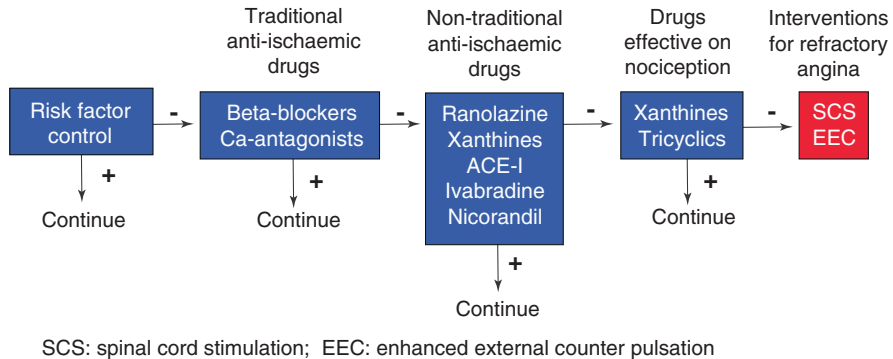 Traditional
anti-ischaemic
drugs
Non-traditional
anti-ischaemic
drugs
Drugs
effective on
nociception
Interventions
for refractory
angina
Risk factor
control
-
Beta-blockers
Ca-antagonists
-
Ranolazine
Xanthines
ACE-I
Ivabradine
Nicorandil
-
Xanthines
Tricyclics
-
SCS
EEC
+
Continue
+
Continue
+
Continue
+
Continue
SCS: spinal cord stimulation; EEC: enhanced external counter pulsation